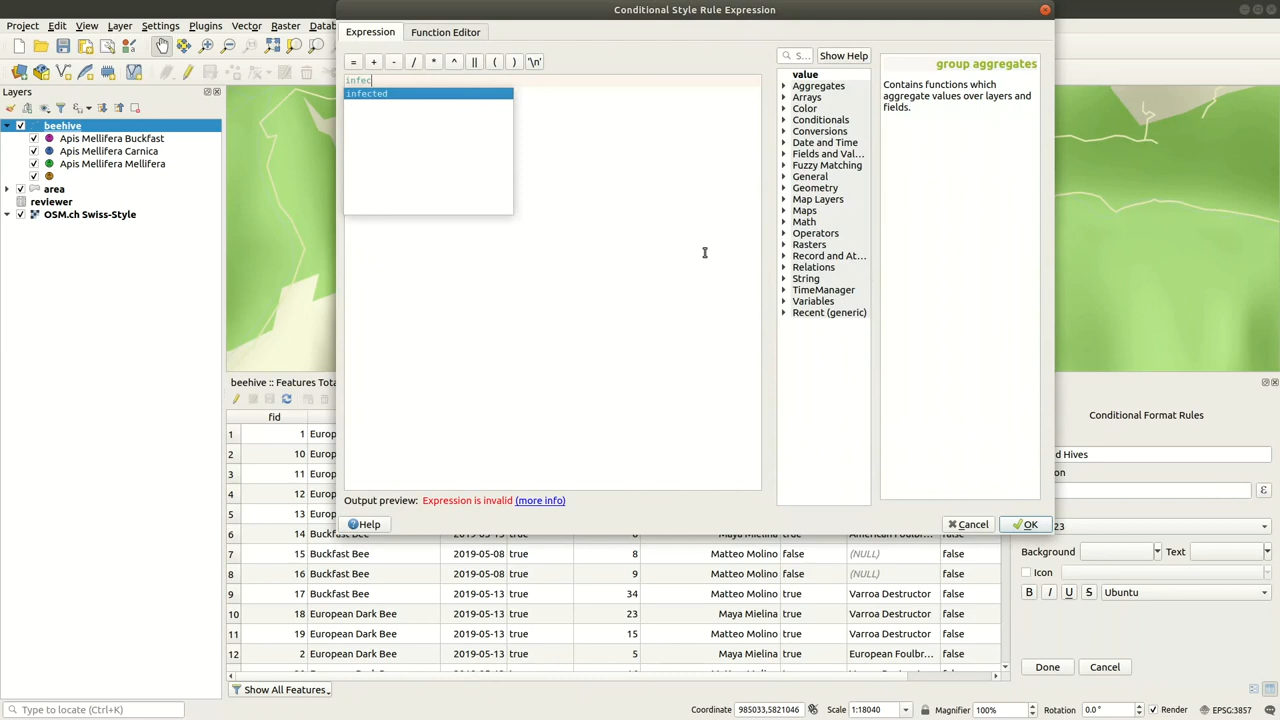 Conditional Style Rule Expression
Project Edit View Layer Settings Plugins Vector Raster
Expression Function Editor
= + - / * ^ || ( ) '\n'
S... Show Help
infec
infected
value
Aggregates
Arrays
Color
Conditionals
Conversions
Date and Time
Fields and Val...
Fuzzy Matching
General
Geometry
Map Layers
Maps
Math
Operators
Rasters
Record and At...
Relations
String
TimeManager
Variables
Recent (generic)
group aggregates
Contains functions which
aggregate values over layers and
fields.
Layers
beehive
Apis Mellifera Buckfast
Apis Mellifera Carnica
Apis Mellifera Mellifera
area
reviewer
OSM.ch Swiss-Style
Output preview: Expression is invalid (more info)
Help Cancel OK
beehive :: Features Tota
fid
1 1 Europ
2 10 Europ
3 11 Europ
4 12 Europ
5 13 Europ
6 14 Buckfast Bee
7 15 Buckfast Bee 2019-05-08 true 8 Matteo Molino false (NULL) false
8 16 Buckfast Bee 2019-05-08 true 9 Matteo Molino false (NULL) false
9 17 Buckfast Bee 2019-05-13 true 34 Matteo Molino true Varroa Destructor false
10 18 European Dark Bee 2019-05-13 true 23 Maya Mielina true Varroa Destructor false
11 19 European Dark Bee 2019-05-13 true 15 Matteo Molino true Varroa Destructor false
12 2 European Dark Bee 2019-05-13 true 5 Maya Mielina true European Foulbr... false
Show All Features
Conditional Format Rules
d Hives
on
23
Background Text
Icon
B I U S Ubuntu
Done Cancel
Type to locate (Ctrl+K) Coordinate 985033,5821046 Scale 1:18040 Magnifier 100% Rotation 0.0 ° Render EPSG:3857